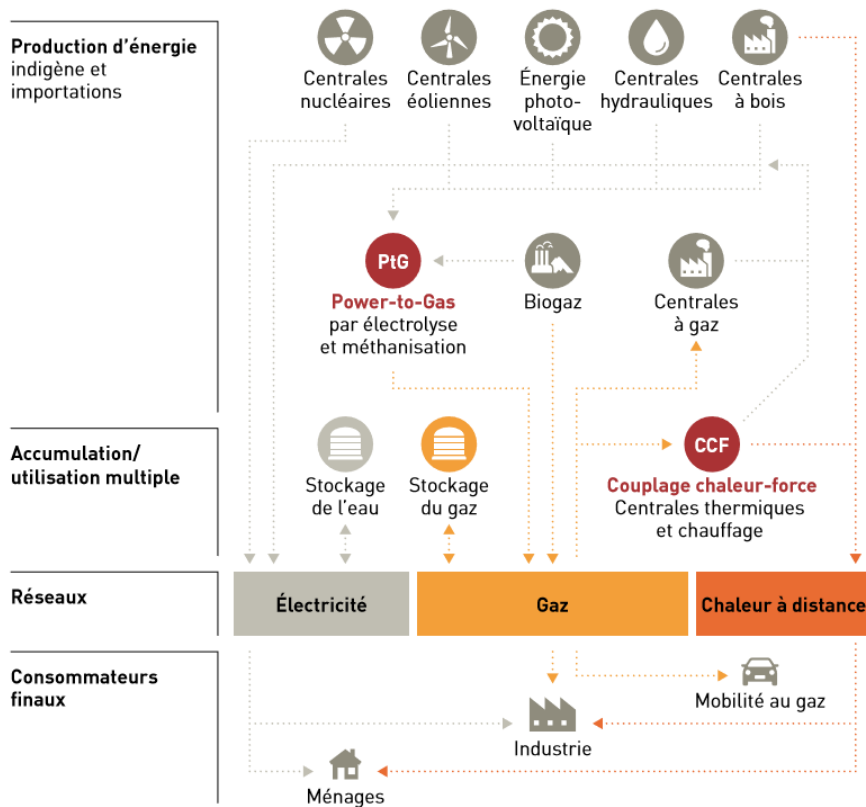 Production d’énergie
indigène et
importations
Centrales
nucléaires
Centrales
éoliennes
Énergie
photo-
voltaïque
Centrales
hydrauliques
Centrales
à bois
PtG
Power-to-Gas
par électrolyse
et méthanisation
Biogaz
Centrales
à gaz
Accumulation/
utilisation multiple
Stockage
de l’eau
Stockage
du gaz
CCF
Couplage chaleur-force
Centrales thermiques
et chauffage
Réseaux
Électricité
Gaz
Chaleur à distance
Consommateurs
finaux
Mobilité au gaz
Industrie
Ménages